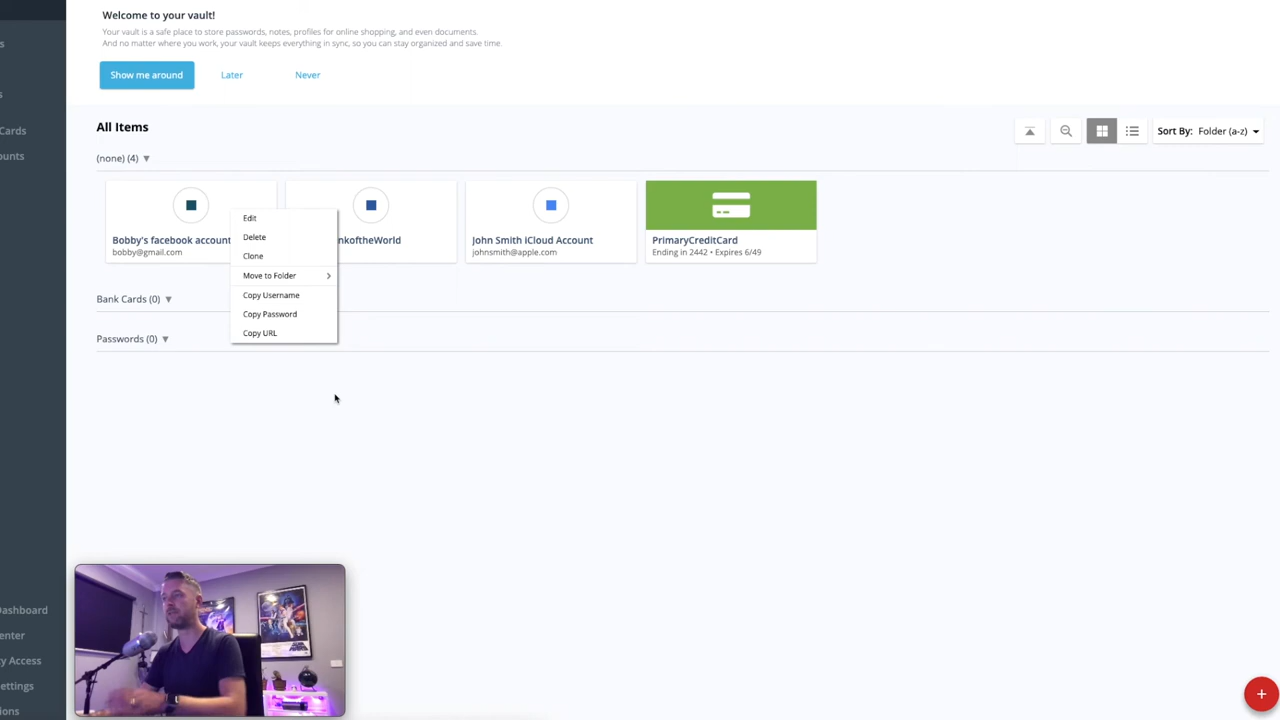 Welcome to your vault!
Your vault is a safe place to store passwords, notes, profiles for online shopping, and even documents.
And no matter where you work, your vault keeps everything in sync, so you can stay organized and save time.
Show me around
Later
Never
Cards
ounts
All Items
Sort By: Folder (a-z)
(none) (4)
Bobby's facebook account
bobby@gmail.com
nkoftheWorld
John Smith iCloud Account
johnsmith@apple.com
PrimaryCreditCard
Ending in 2442 • Expires 6/49
Edit
Delete
Clone
Move to Folder
Copy Username
Copy Password
Copy URL
Bank Cards (0)
Passwords (0)
Dashboard
enter
cy Access
ettings
ions